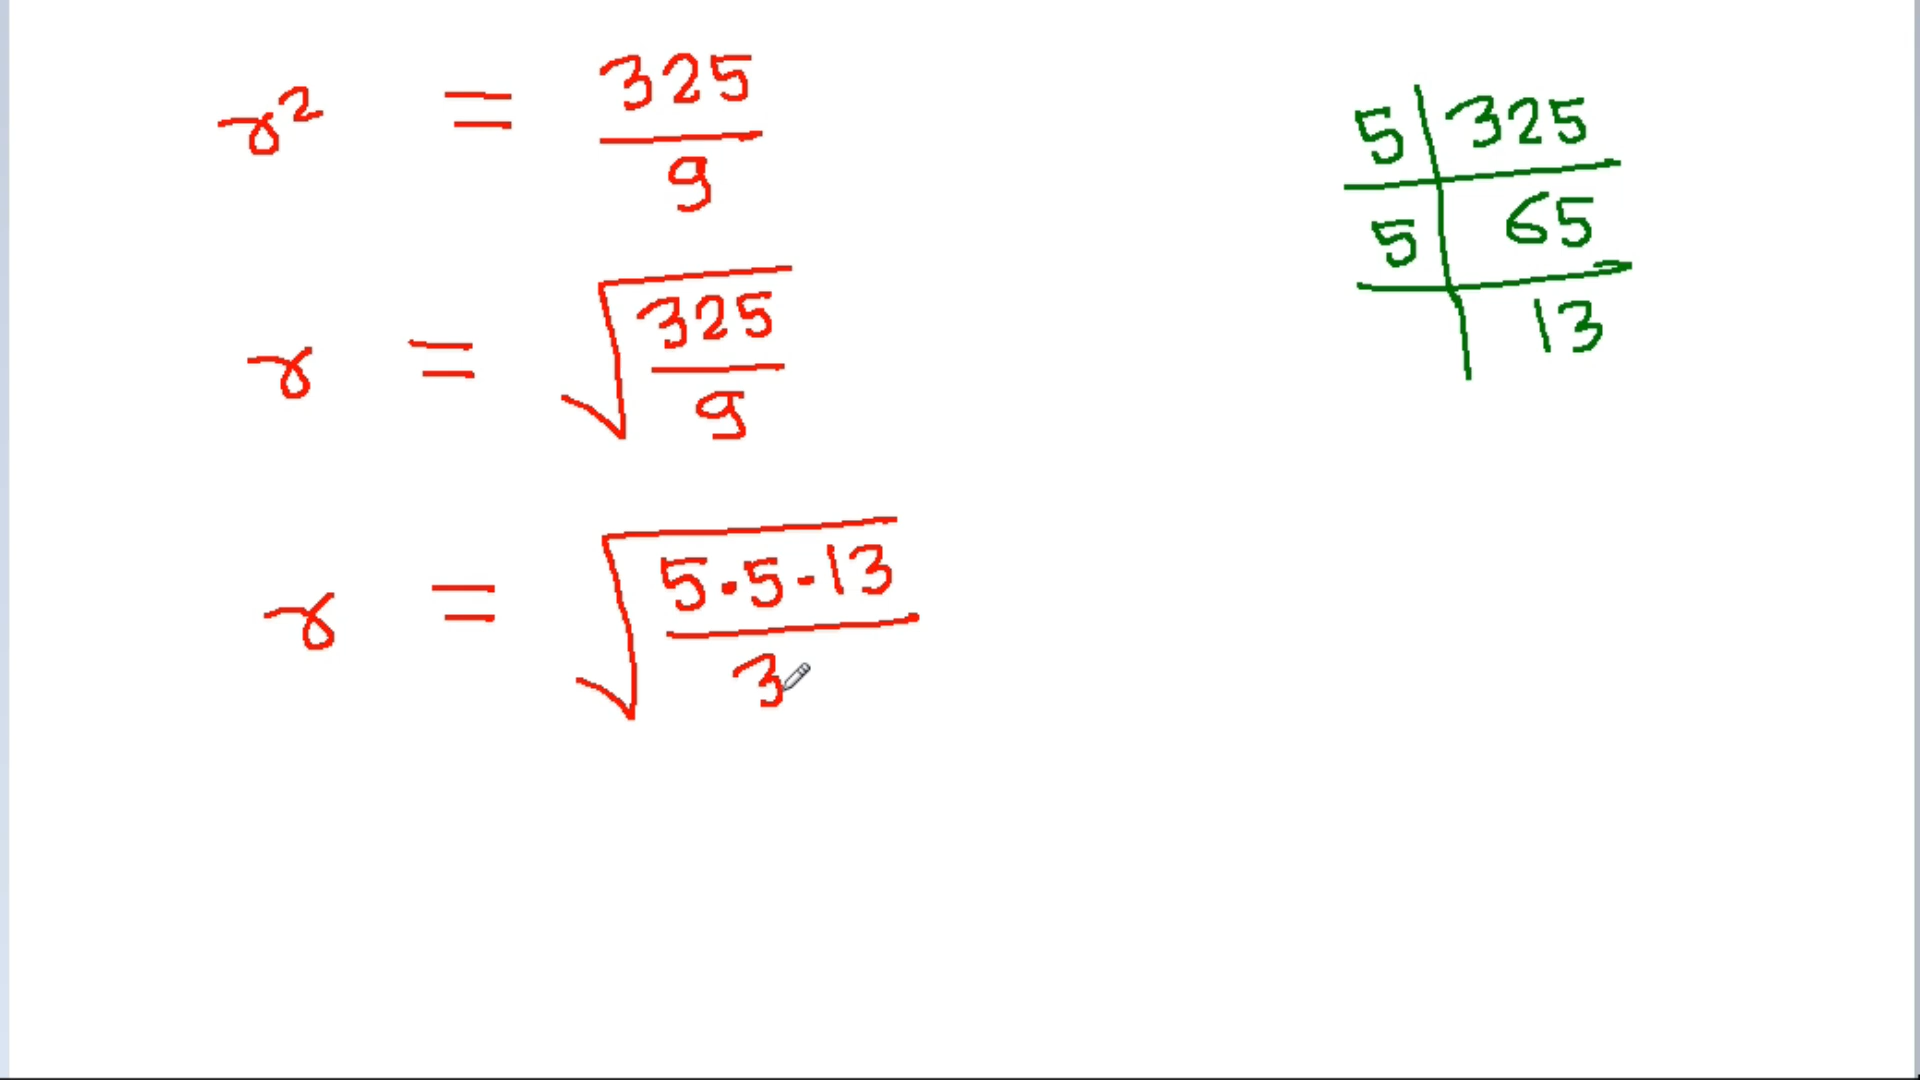 r² = 325/9
r = √(325/9)
r = √(5·5·13/3)
5 | 325
5 | 65
| 13